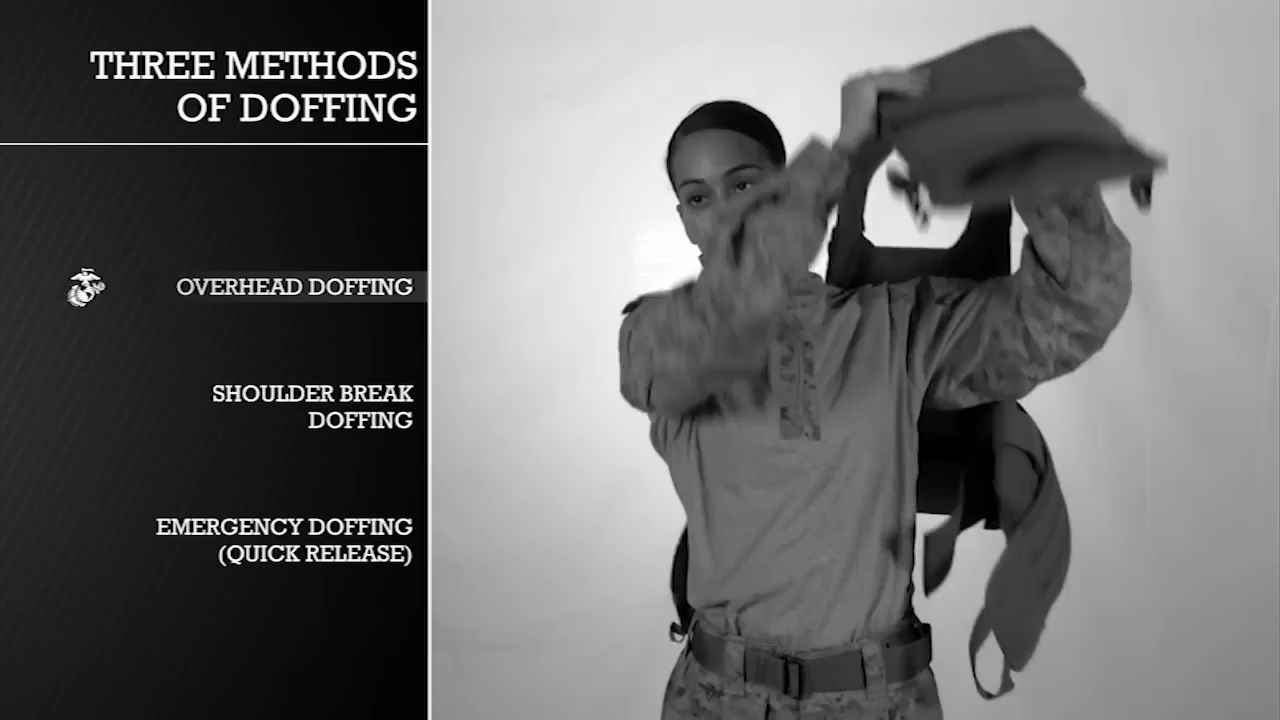 THREE METHODS
OF DOFFING
OVERHEAD DOFFING
SHOULDER BREAK
DOFFING
EMERGENCY DOFFING
(QUICK RELEASE)